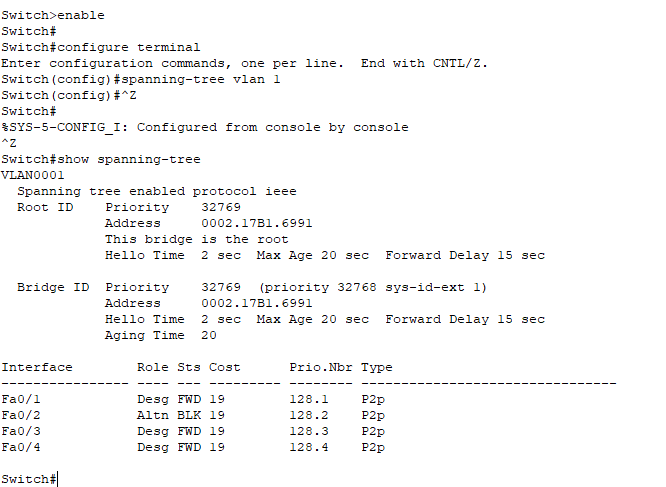 Switch>enable
Switch#
Switch#configure terminal
Enter configuration commands, one per line.  End with CNTL/Z.
Switch(config)#spanning-tree vlan 1
Switch(config)#^Z
Switch#
%SYS-5-CONFIG_I: Configured from console by console
^Z
Switch#show spanning-tree
VLAN0001
  Spanning tree enabled protocol ieee
  Root ID    Priority    32769
             Address     0002.17B1.6991
             This bridge is the root
             Hello Time  2 sec  Max Age 20 sec  Forward Delay 15 sec
  Bridge ID  Priority    32769  (priority 32768 sys-id-ext 1)
             Address     0002.17B1.6991
             Hello Time  2 sec  Max Age 20 sec  Forward Delay 15 sec
             Aging Time  20
Interface        Role Sts Cost      Prio.Nbr Type
---------------- ---- --- --------- -------- --------------------------------
Fa0/1            Desg FWD 19        128.1    P2p
Fa0/2            Altn BLK 19        128.2    P2p
Fa0/3            Desg FWD 19        128.3    P2p
Fa0/4            Desg FWD 19        128.4    P2p
Switch#